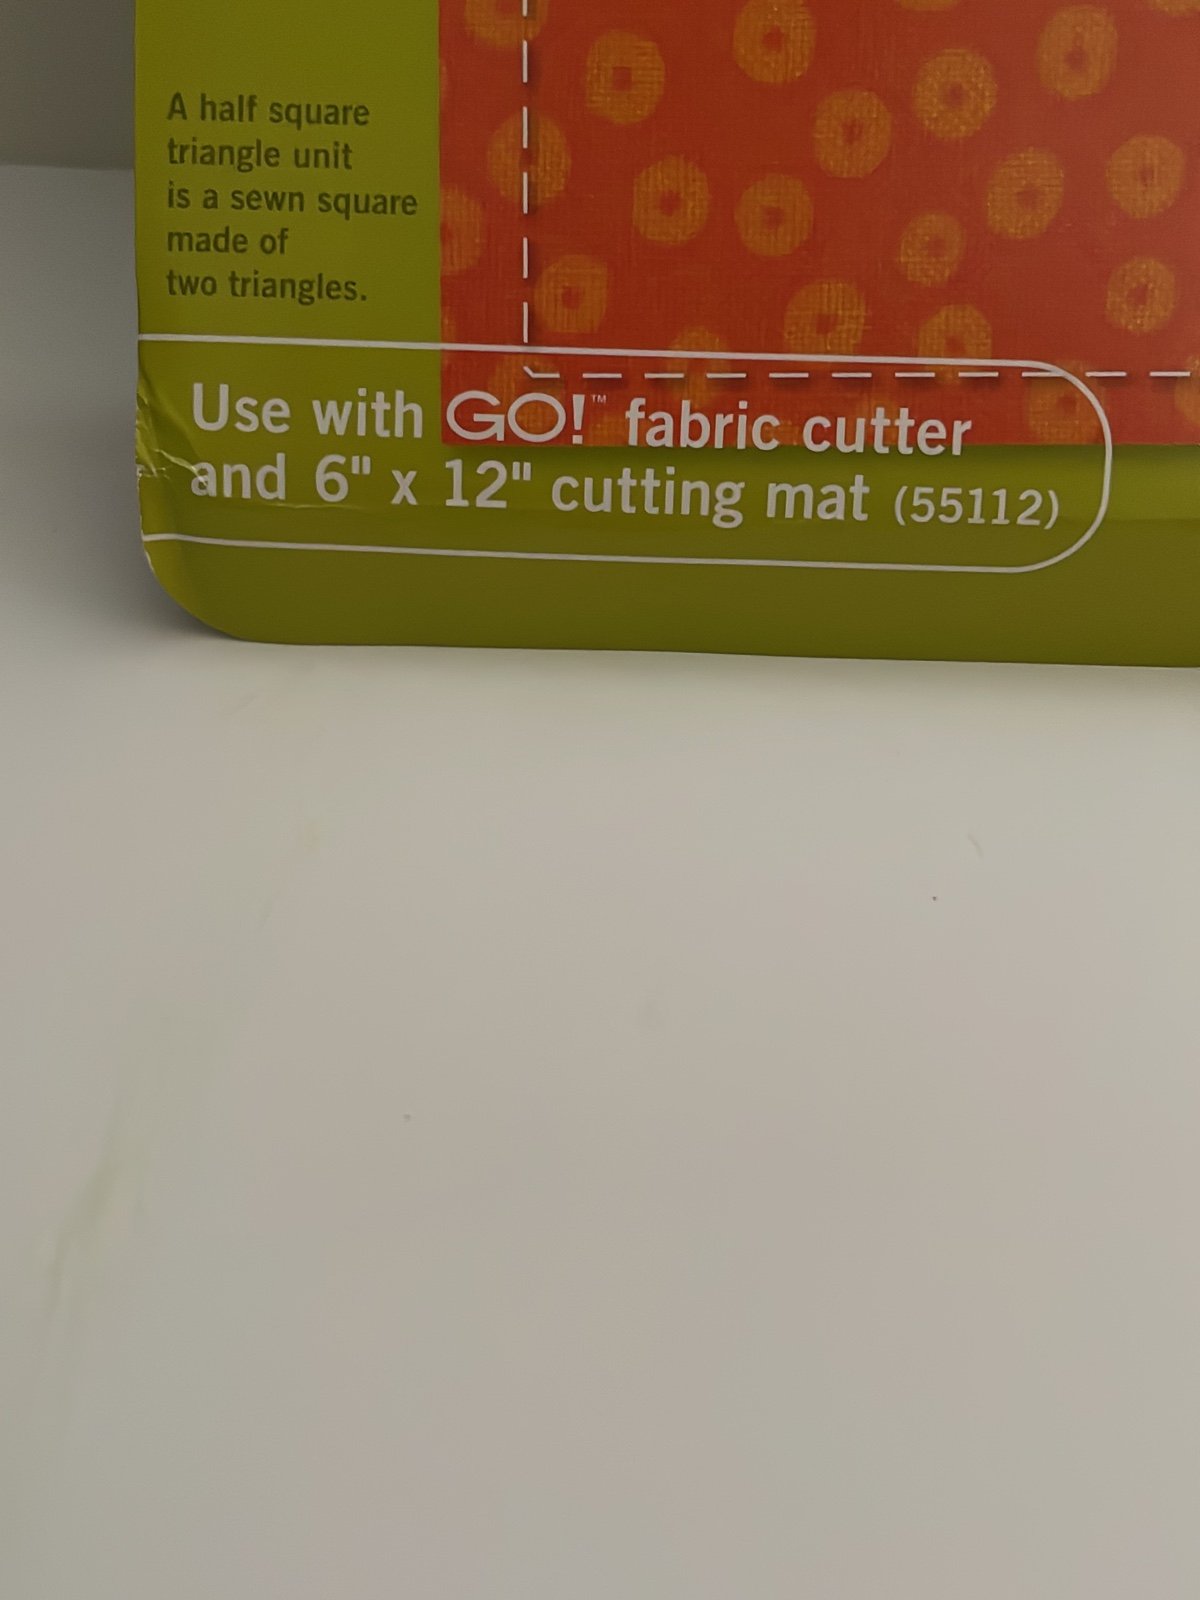 A half square
triangle unit
is a sewn square
made of
two triangles.
Use with GO!™ fabric cutter
and 6" x 12" cutting mat (55112)